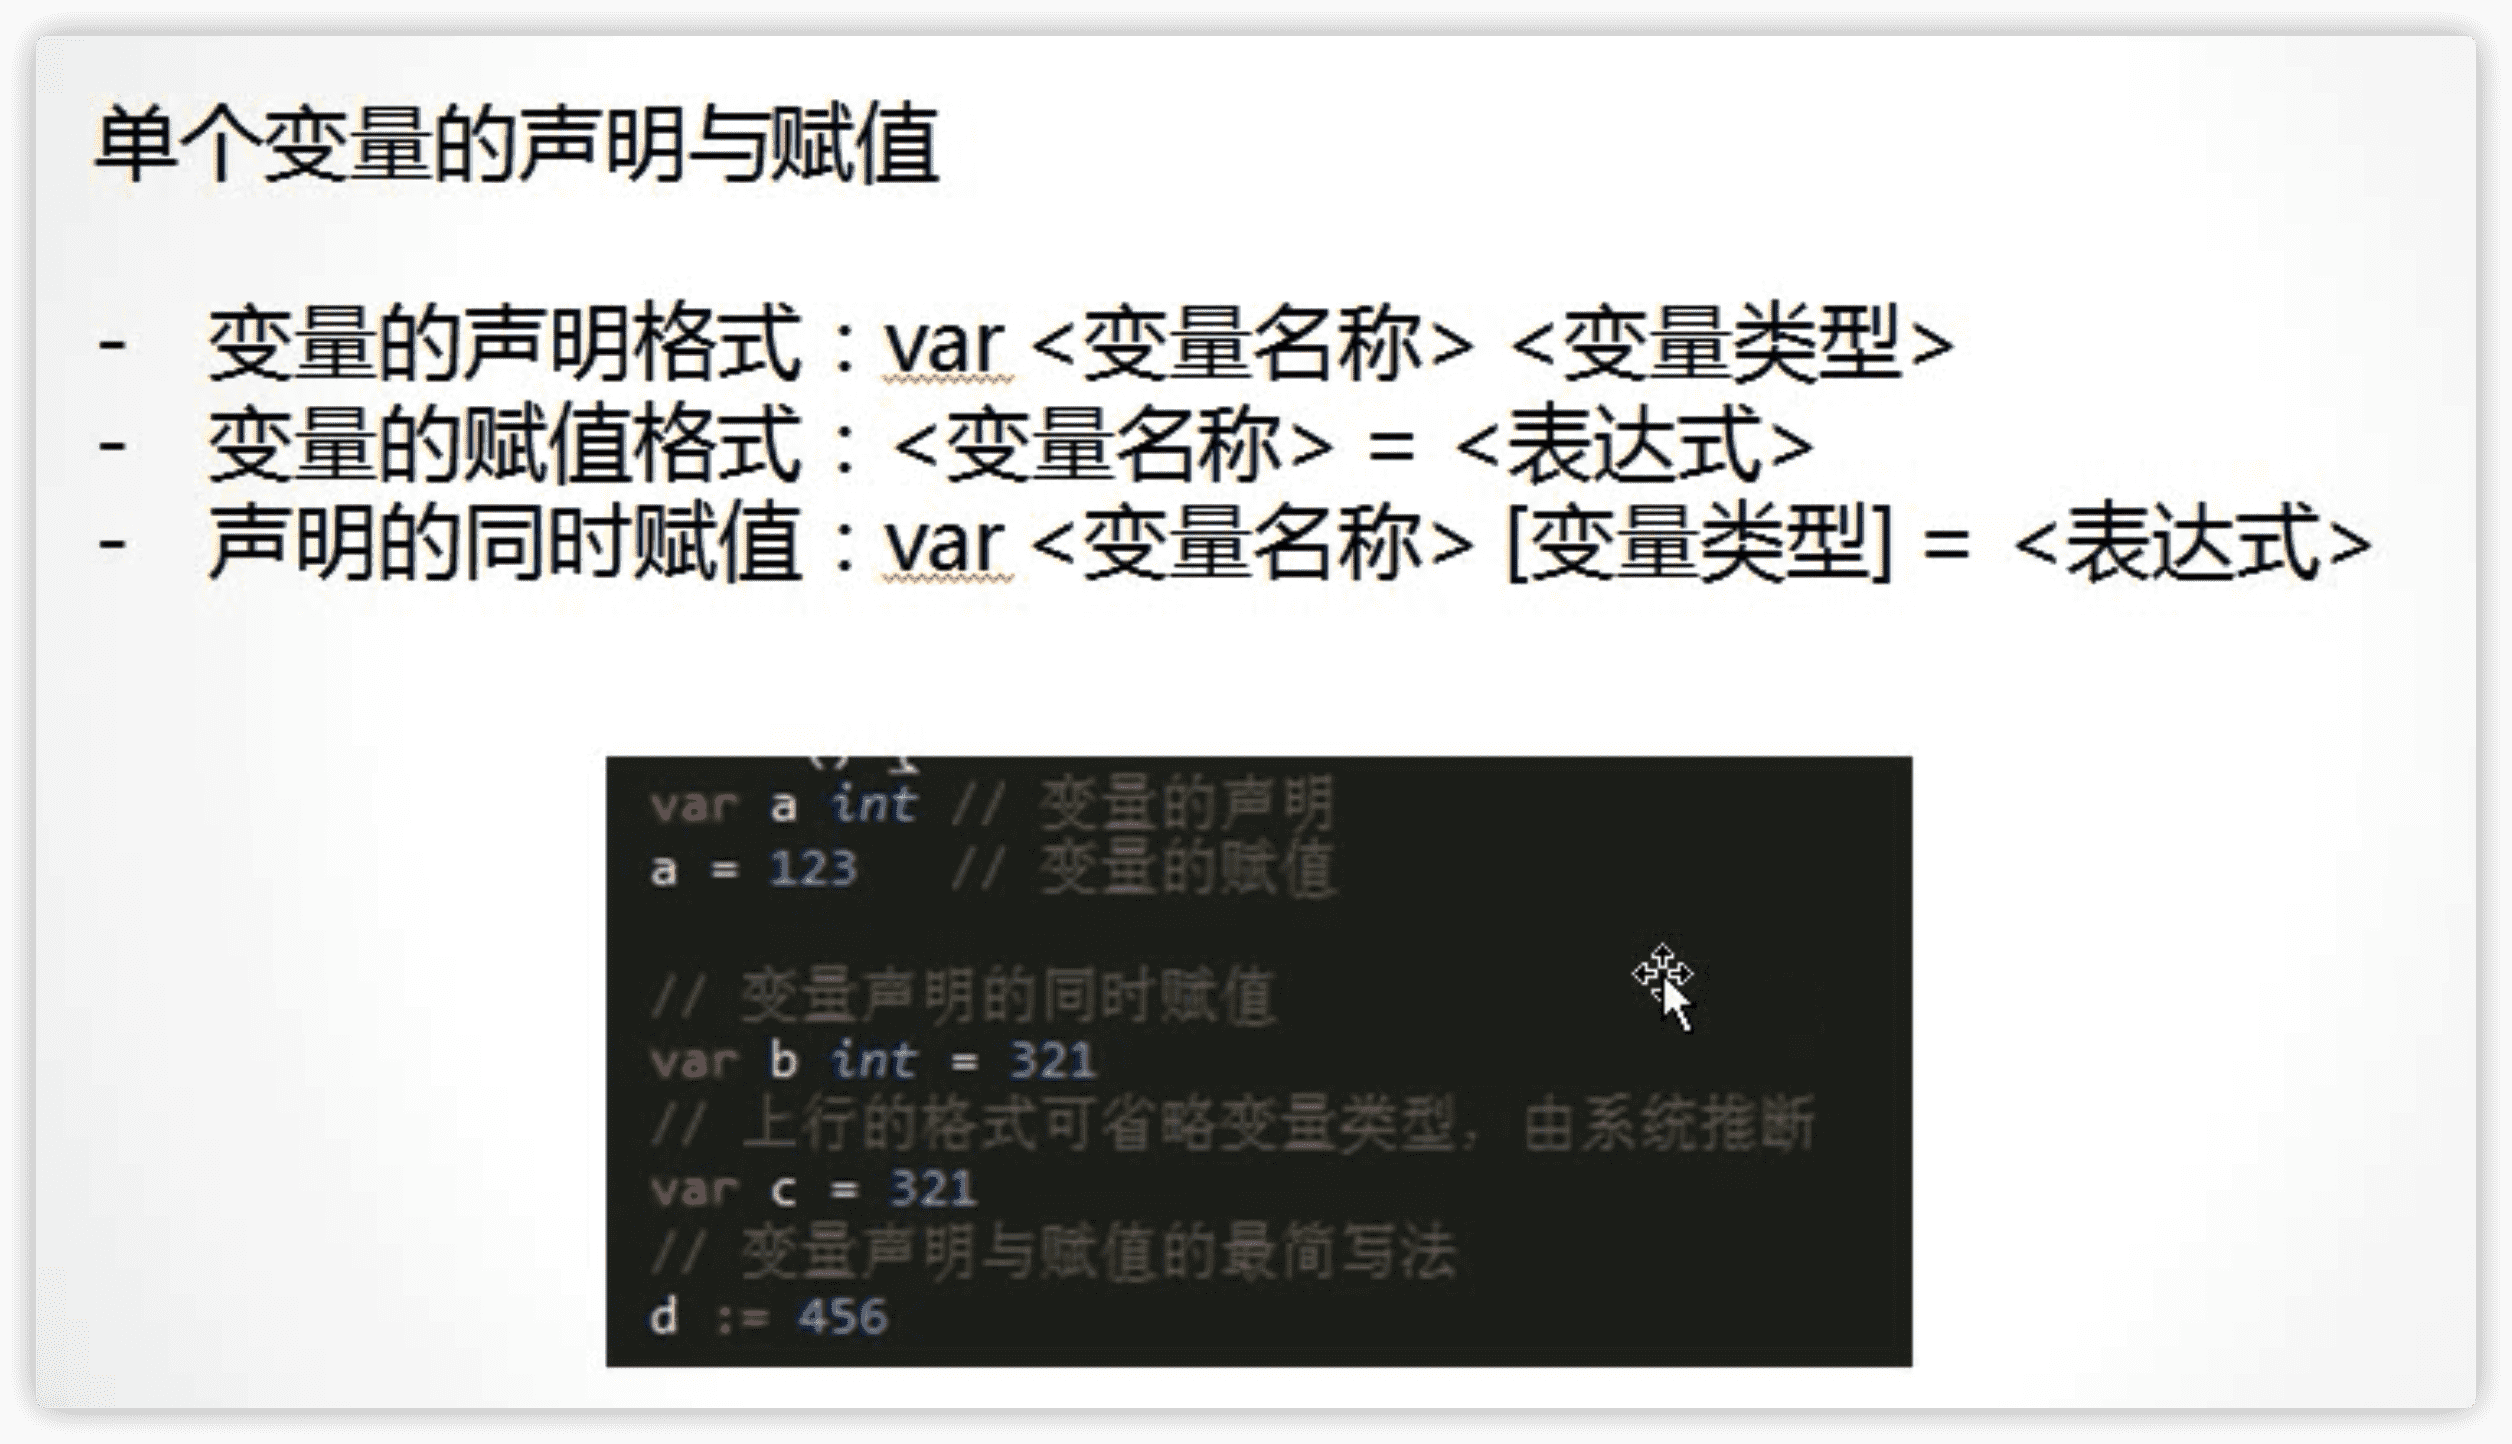 单个变量的声明与赋值
- 变量的声明格式：var <变量名称> <变量类型>
- 变量的赋值格式：<变量名称> = <表达式>
- 声明的同时赋值：var <变量名称> [变量类型] = <表达式>
var a int // 变量的声明
a = 123 // 变量的赋值
// 变量声明的同时赋值
var b int = 321
// 上行的格式可省略变量类型，由系统推断
var c = 321
// 变量声明与赋值的最简写法
d := 456